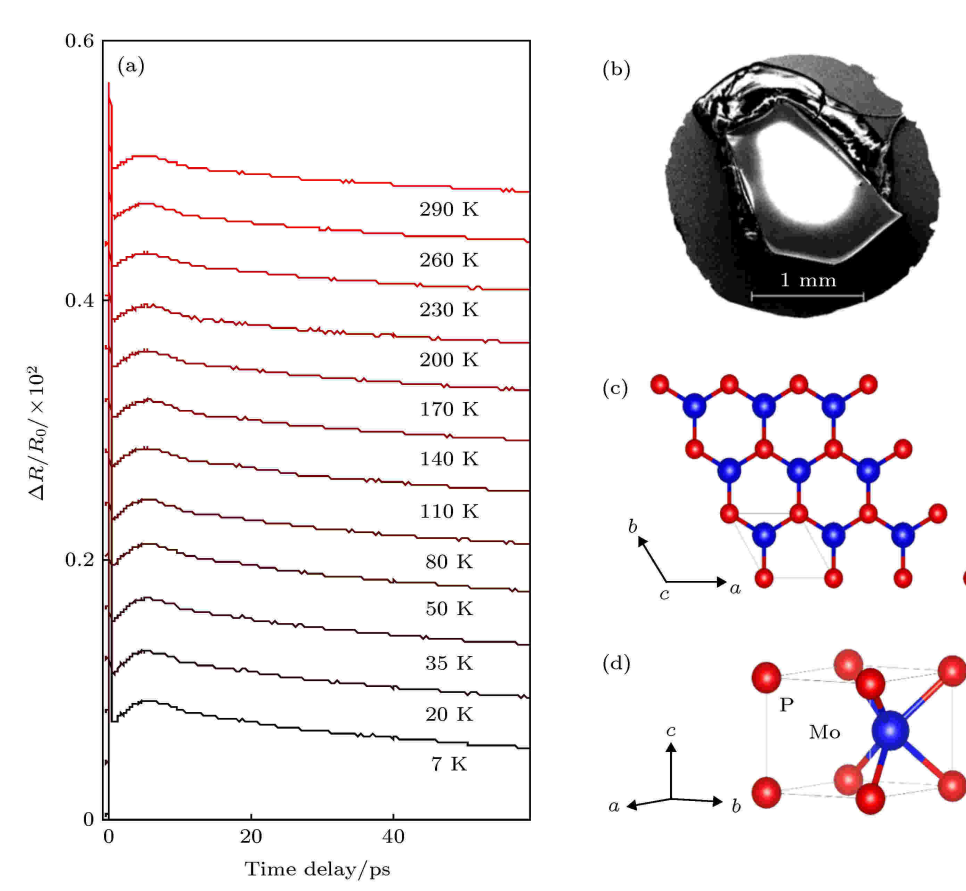 (a)
0.6
0.4
0.2
0
ΔR/R₀/×10²
290 K
260 K
230 K
200 K
170 K
140 K
110 K
80 K
50 K
35 K
20 K
7 K
0 20 40
Time delay/ps
(b)
1 mm
(c)
b
c
a
(d)
P
Mo
c
a
b